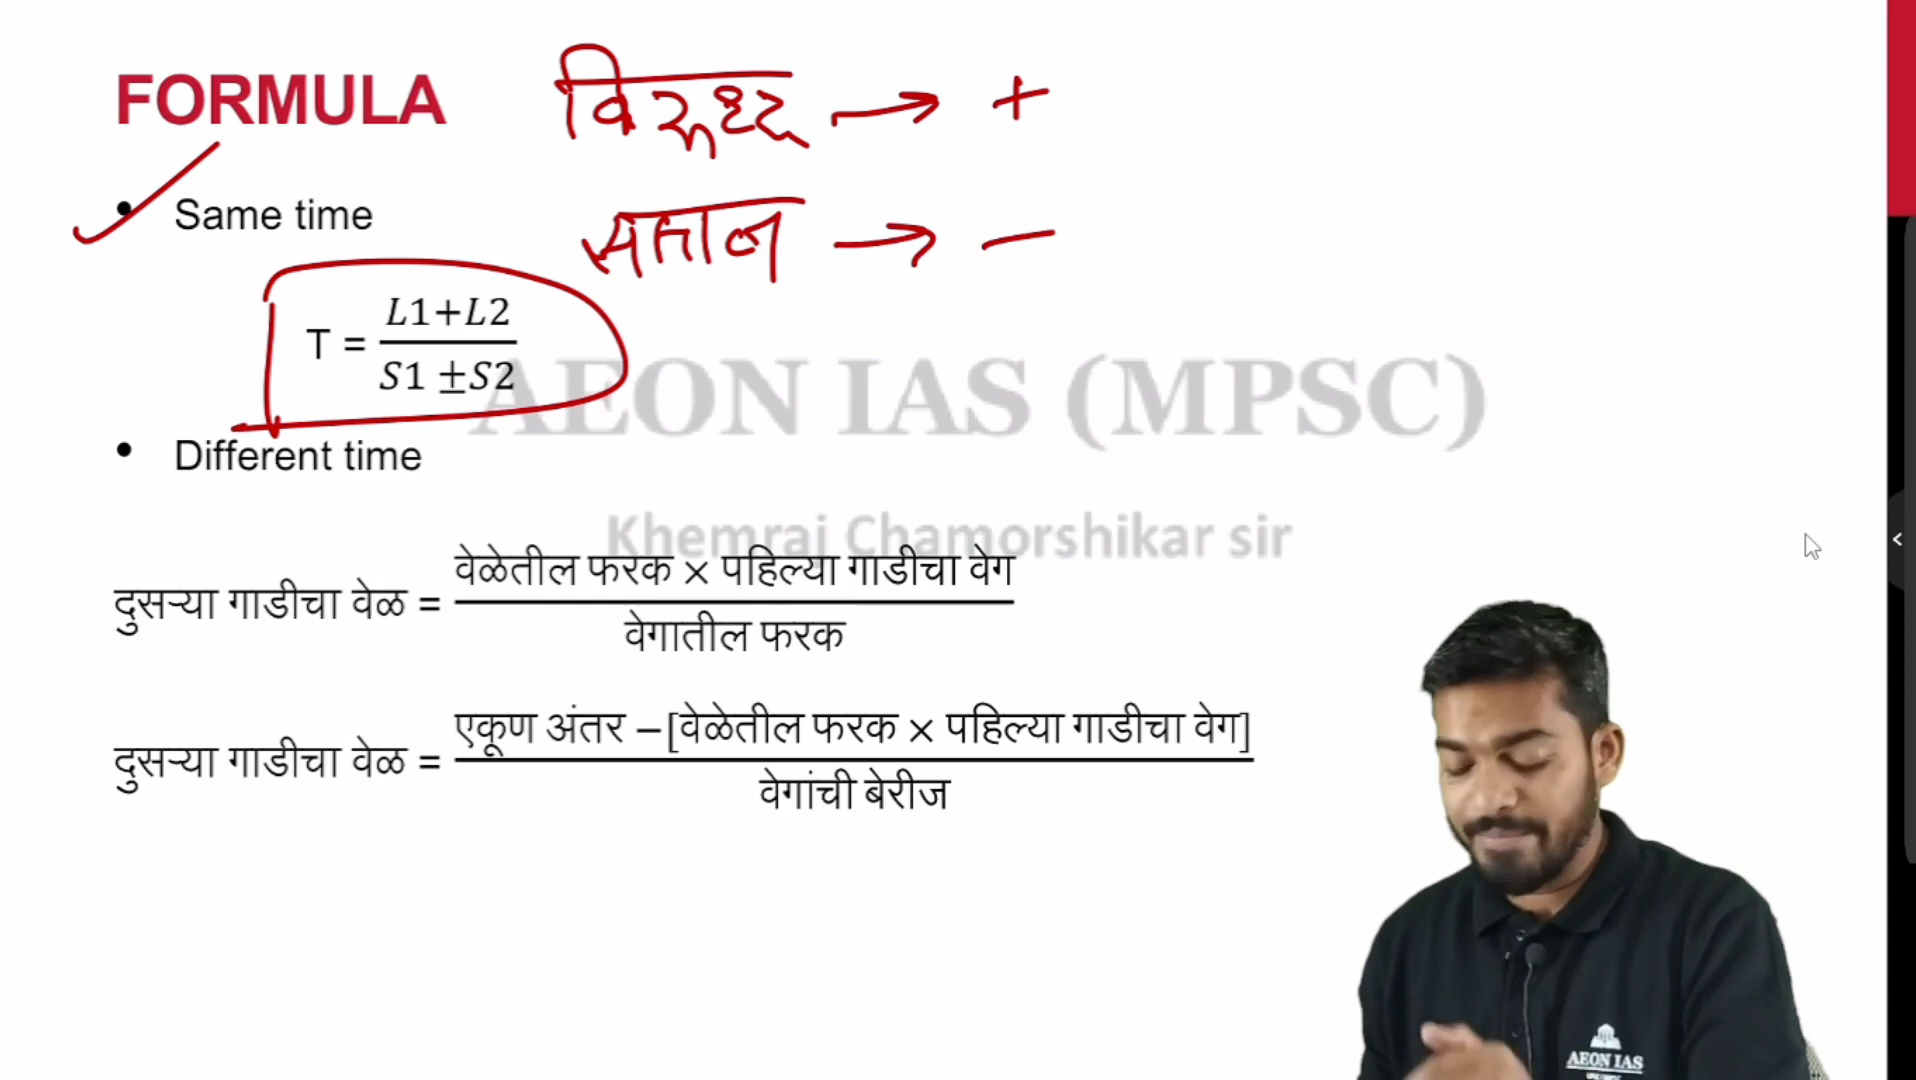 FORMULA
विरुध्द → +
• Same time
समान → −
T = L1+L2
S1 ±S2
AEON IAS (MPSC)
• Different time
Khemraj Chamorshikar sir
दुसऱ्या गाडीचा वेळ = वेळेतील फरक × पहिल्या गाडीचा वेग
वेगातील फरक
दुसऱ्या गाडीचा वेळ = एकूण अंतर −[वेळेतील फरक × पहिल्या गाडीचा वेग]
वेगांची बेरीज
AEON IAS